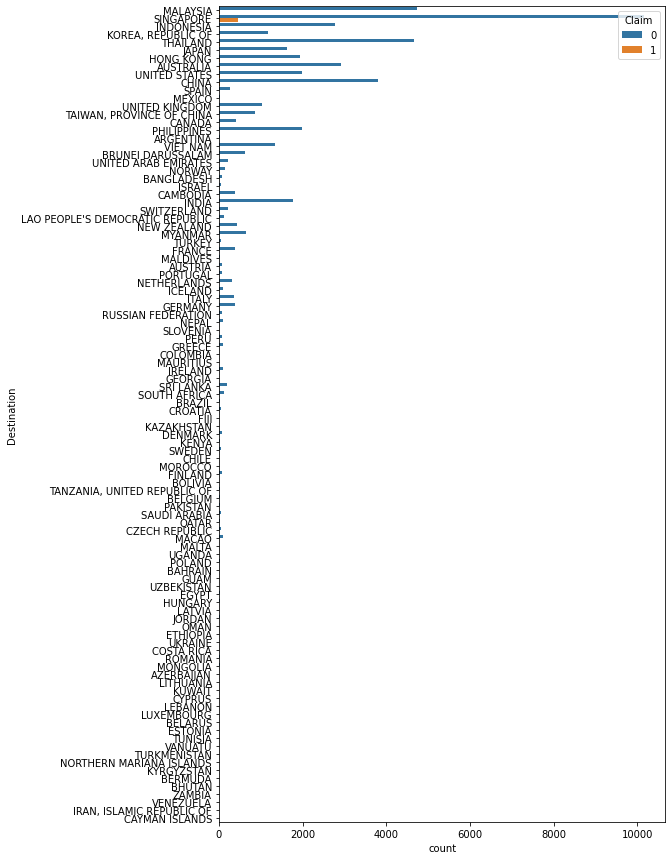 MALAYSIA
SINGAPORE
INDONESIA
KOREA, REPUBLIC OF
THAILAND
JAPAN
HONG KONG
AUSTRALIA
UNITED STATES
CHINA
SPAIN
MEXICO
UNITED KINGDOM
TAIWAN, PROVINCE OF CHINA
CANADA
PHILIPPINES
ARGENTINA
VIET NAM
BRUNEI DARUSSALAM
UNITED ARAB EMIRATES
NORWAY
BANGLADESH
ISRAEL
CAMBODIA
INDIA
SWITZERLAND
LAO PEOPLE'S DEMOCRATIC REPUBLIC
NEW ZEALAND
MYANMAR
TURKEY
FRANCE
MALDIVES
AUSTRIA
PORTUGAL
NETHERLANDS
ICELAND
ITALY
GERMANY
RUSSIAN FEDERATION
NEPAL
SLOVENIA
PERU
GREECE
COLOMBIA
MAURITIUS
IRELAND
GEORGIA
SRI LANKA
SOUTH AFRICA
BRAZIL
CROATIA
FIJI
KAZAKHSTAN
DENMARK
KENYA
SWEDEN
CHILE
MOROCCO
FINLAND
BOLIVIA
TANZANIA, UNITED REPUBLIC OF
BELGIUM
PAKISTAN
SAUDI ARABIA
QATAR
CZECH REPUBLIC
MACAO
MALTA
UGANDA
POLAND
BAHRAIN
GUAM
UZBEKISTAN
EGYPT
HUNGARY
LATVIA
JORDAN
OMAN
ETHIOPIA
UKRAINE
COSTA RICA
ROMANIA
MONGOLIA
AZERBAIJAN
LITHUANIA
KUWAIT
CYPRUS
LEBANON
LUXEMBOURG
BELARUS
ESTONIA
TUNISIA
VANUATU
TURKMENISTAN
NORTHERN MARIANA ISLANDS
KYRGYZSTAN
BERMUDA
BHUTAN
ZAMBIA
VENEZUELA
IRAN, ISLAMIC REPUBLIC OF
CAYMAN ISLANDS
Destination
0 2000 4000 6000 8000 10000
count
Claim
0
1